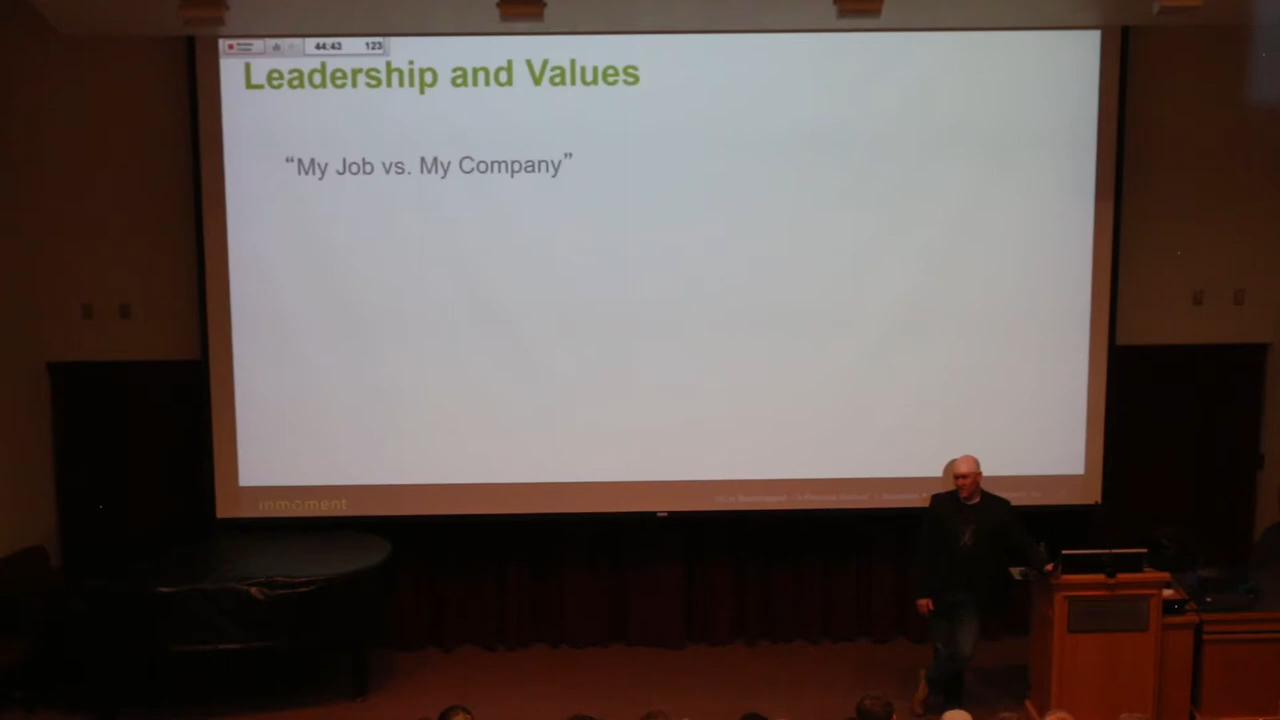 44:43 123
Leadership and Values
“My Job vs. My Company”
inmoment